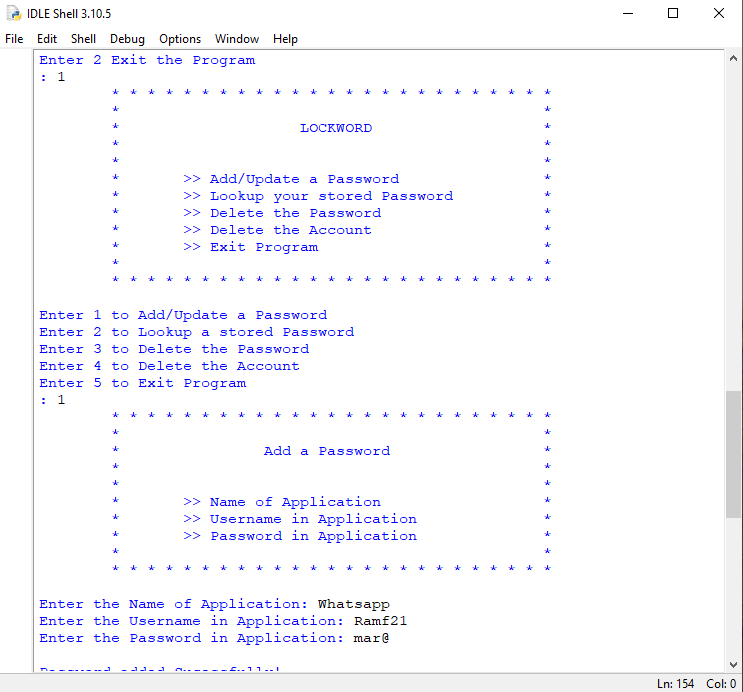 IDLE Shell 3.10.5
File Edit Shell Debug Options Window Help
Enter 2 Exit the Program
: 1
* * * * * * * * * * * * * * * * * * * * * * * * *
* *
* LOCKWORD *
* *
* *
* >> Add/Update a Password *
* >> Lookup your stored Password *
* >> Delete the Password *
* >> Delete the Account *
* >> Exit Program *
* *
* * * * * * * * * * * * * * * * * * * * * * * * *
Enter 1 to Add/Update a Password
Enter 2 to Lookup a stored Password
Enter 3 to Delete the Password
Enter 4 to Delete the Account
Enter 5 to Exit Program
: 1
* * * * * * * * * * * * * * * * * * * * * * * * *
* *
* Add a Password *
* *
* *
* >> Name of Application *
* >> Username in Application *
* >> Password in Application *
* *
* * * * * * * * * * * * * * * * * * * * * * * * *
Enter the Name of Application: Whatsapp
Enter the Username in Application: Ramf21
Enter the Password in Application: mar@
Password added
Ln: 154 Col: 0